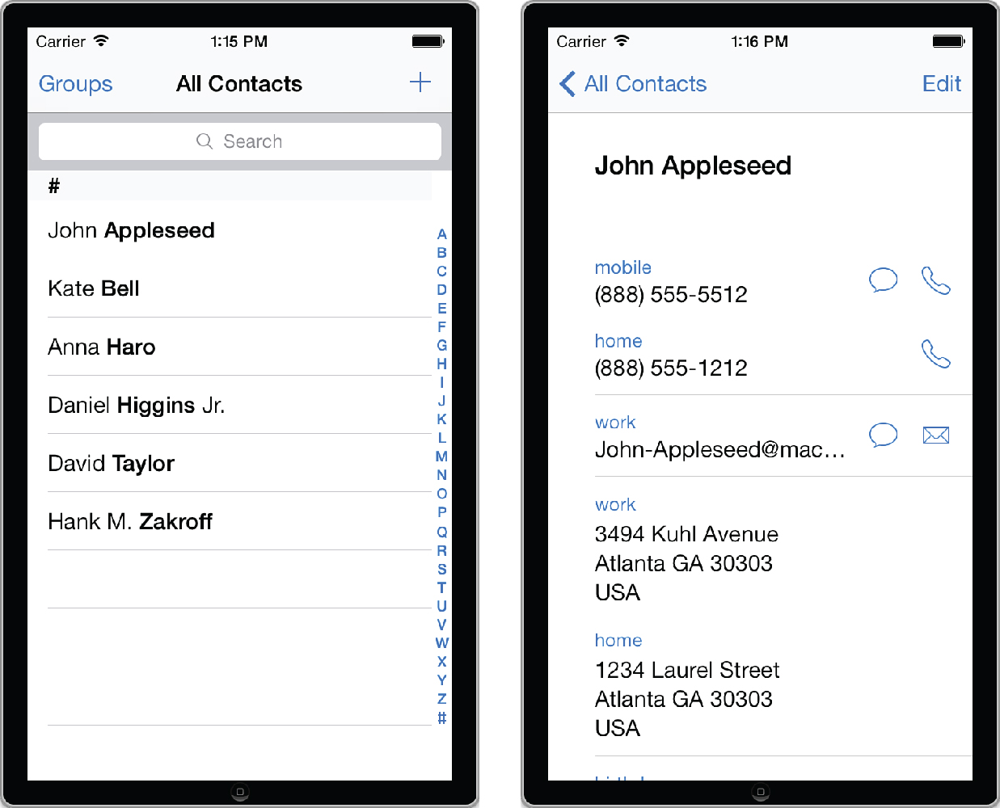 Carrier 1:15 PM
Groups All Contacts +
Search
#
John Appleseed
Kate Bell
Anna Haro
Daniel Higgins Jr.
David Taylor
Hank M. Zakroff
A
B
C
D
E
F
G
H
I
J
K
L
M
N
O
P
Q
R
S
T
U
V
W
X
Y
Z
#
Carrier 1:16 PM
All Contacts Edit
John Appleseed
mobile
(888) 555-5512
home
(888) 555-1212
work
John-Appleseed@mac...
work
3494 Kuhl Avenue
Atlanta GA 30303
USA
home
1234 Laurel Street
Atlanta GA 30303
USA